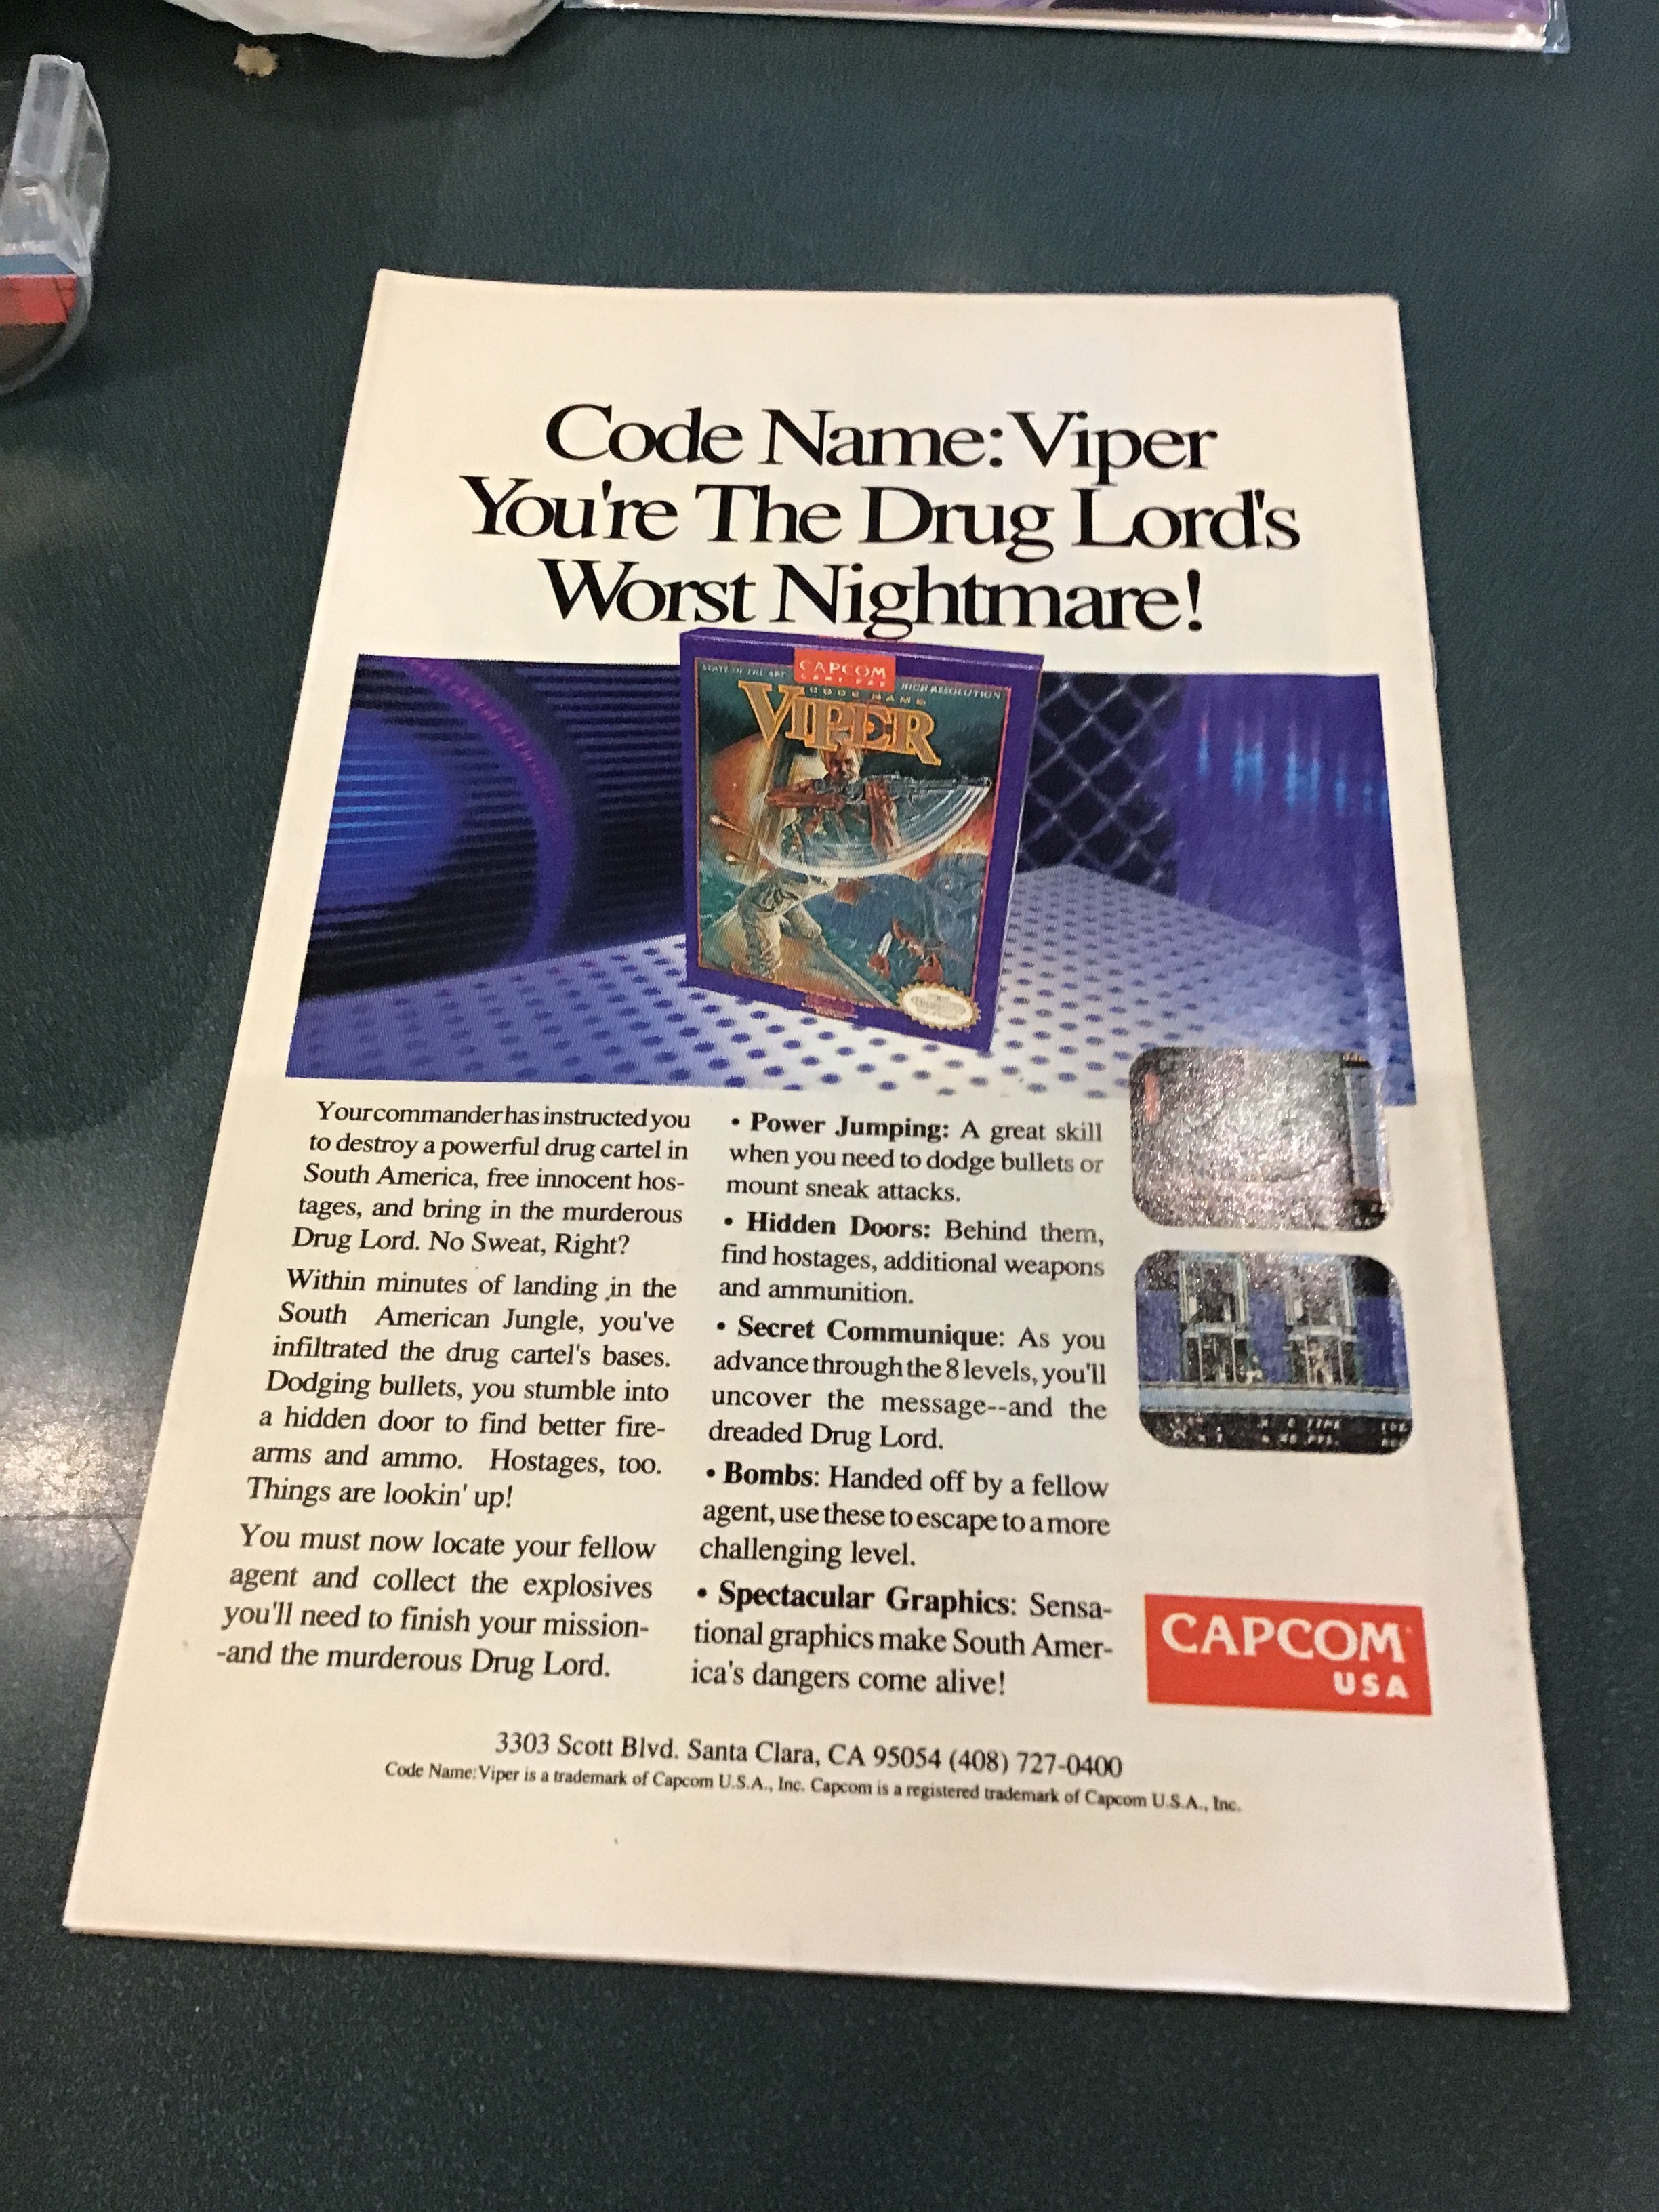 Code Name: Viper
You're The Drug Lord's
Worst Nightmare!
STATE OF THE ART
CAPCOM
HIGH RESOLUTION
CODE NAME
VIPER
Your commander has instructed you
to destroy a powerful drug cartel in
South America, free innocent hos-
tages, and bring in the murderous
Drug Lord. No Sweat, Right?
Within minutes of landing in the
South American Jungle, you've
infiltrated the drug cartel's bases.
Dodging bullets, you stumble into
a hidden door to find better fire-
arms and ammo. Hostages, too.
Things are lookin' up!
You must now locate your fellow
agent and collect the explosives
you'll need to finish your mission-
-and the murderous Drug Lord.
• Power Jumping: A great skill
when you need to dodge bullets or
mount sneak attacks.
• Hidden Doors: Behind them,
find hostages, additional weapons
and ammunition.
• Secret Communique: As you
advance through the 8 levels, you'll
uncover the message--and the
dreaded Drug Lord.
• Bombs: Handed off by a fellow
agent, use these to escape to a more
challenging level.
• Spectacular Graphics: Sensa-
tional graphics make South Amer-
ica's dangers come alive!
CAPCOM
USA
3303 Scott Blvd. Santa Clara, CA 95054 (408) 727-0400
Code Name: Viper is a trademark of Capcom U.S.A., Inc. Capcom is a registered trademark of Capcom U.S.A., Inc.